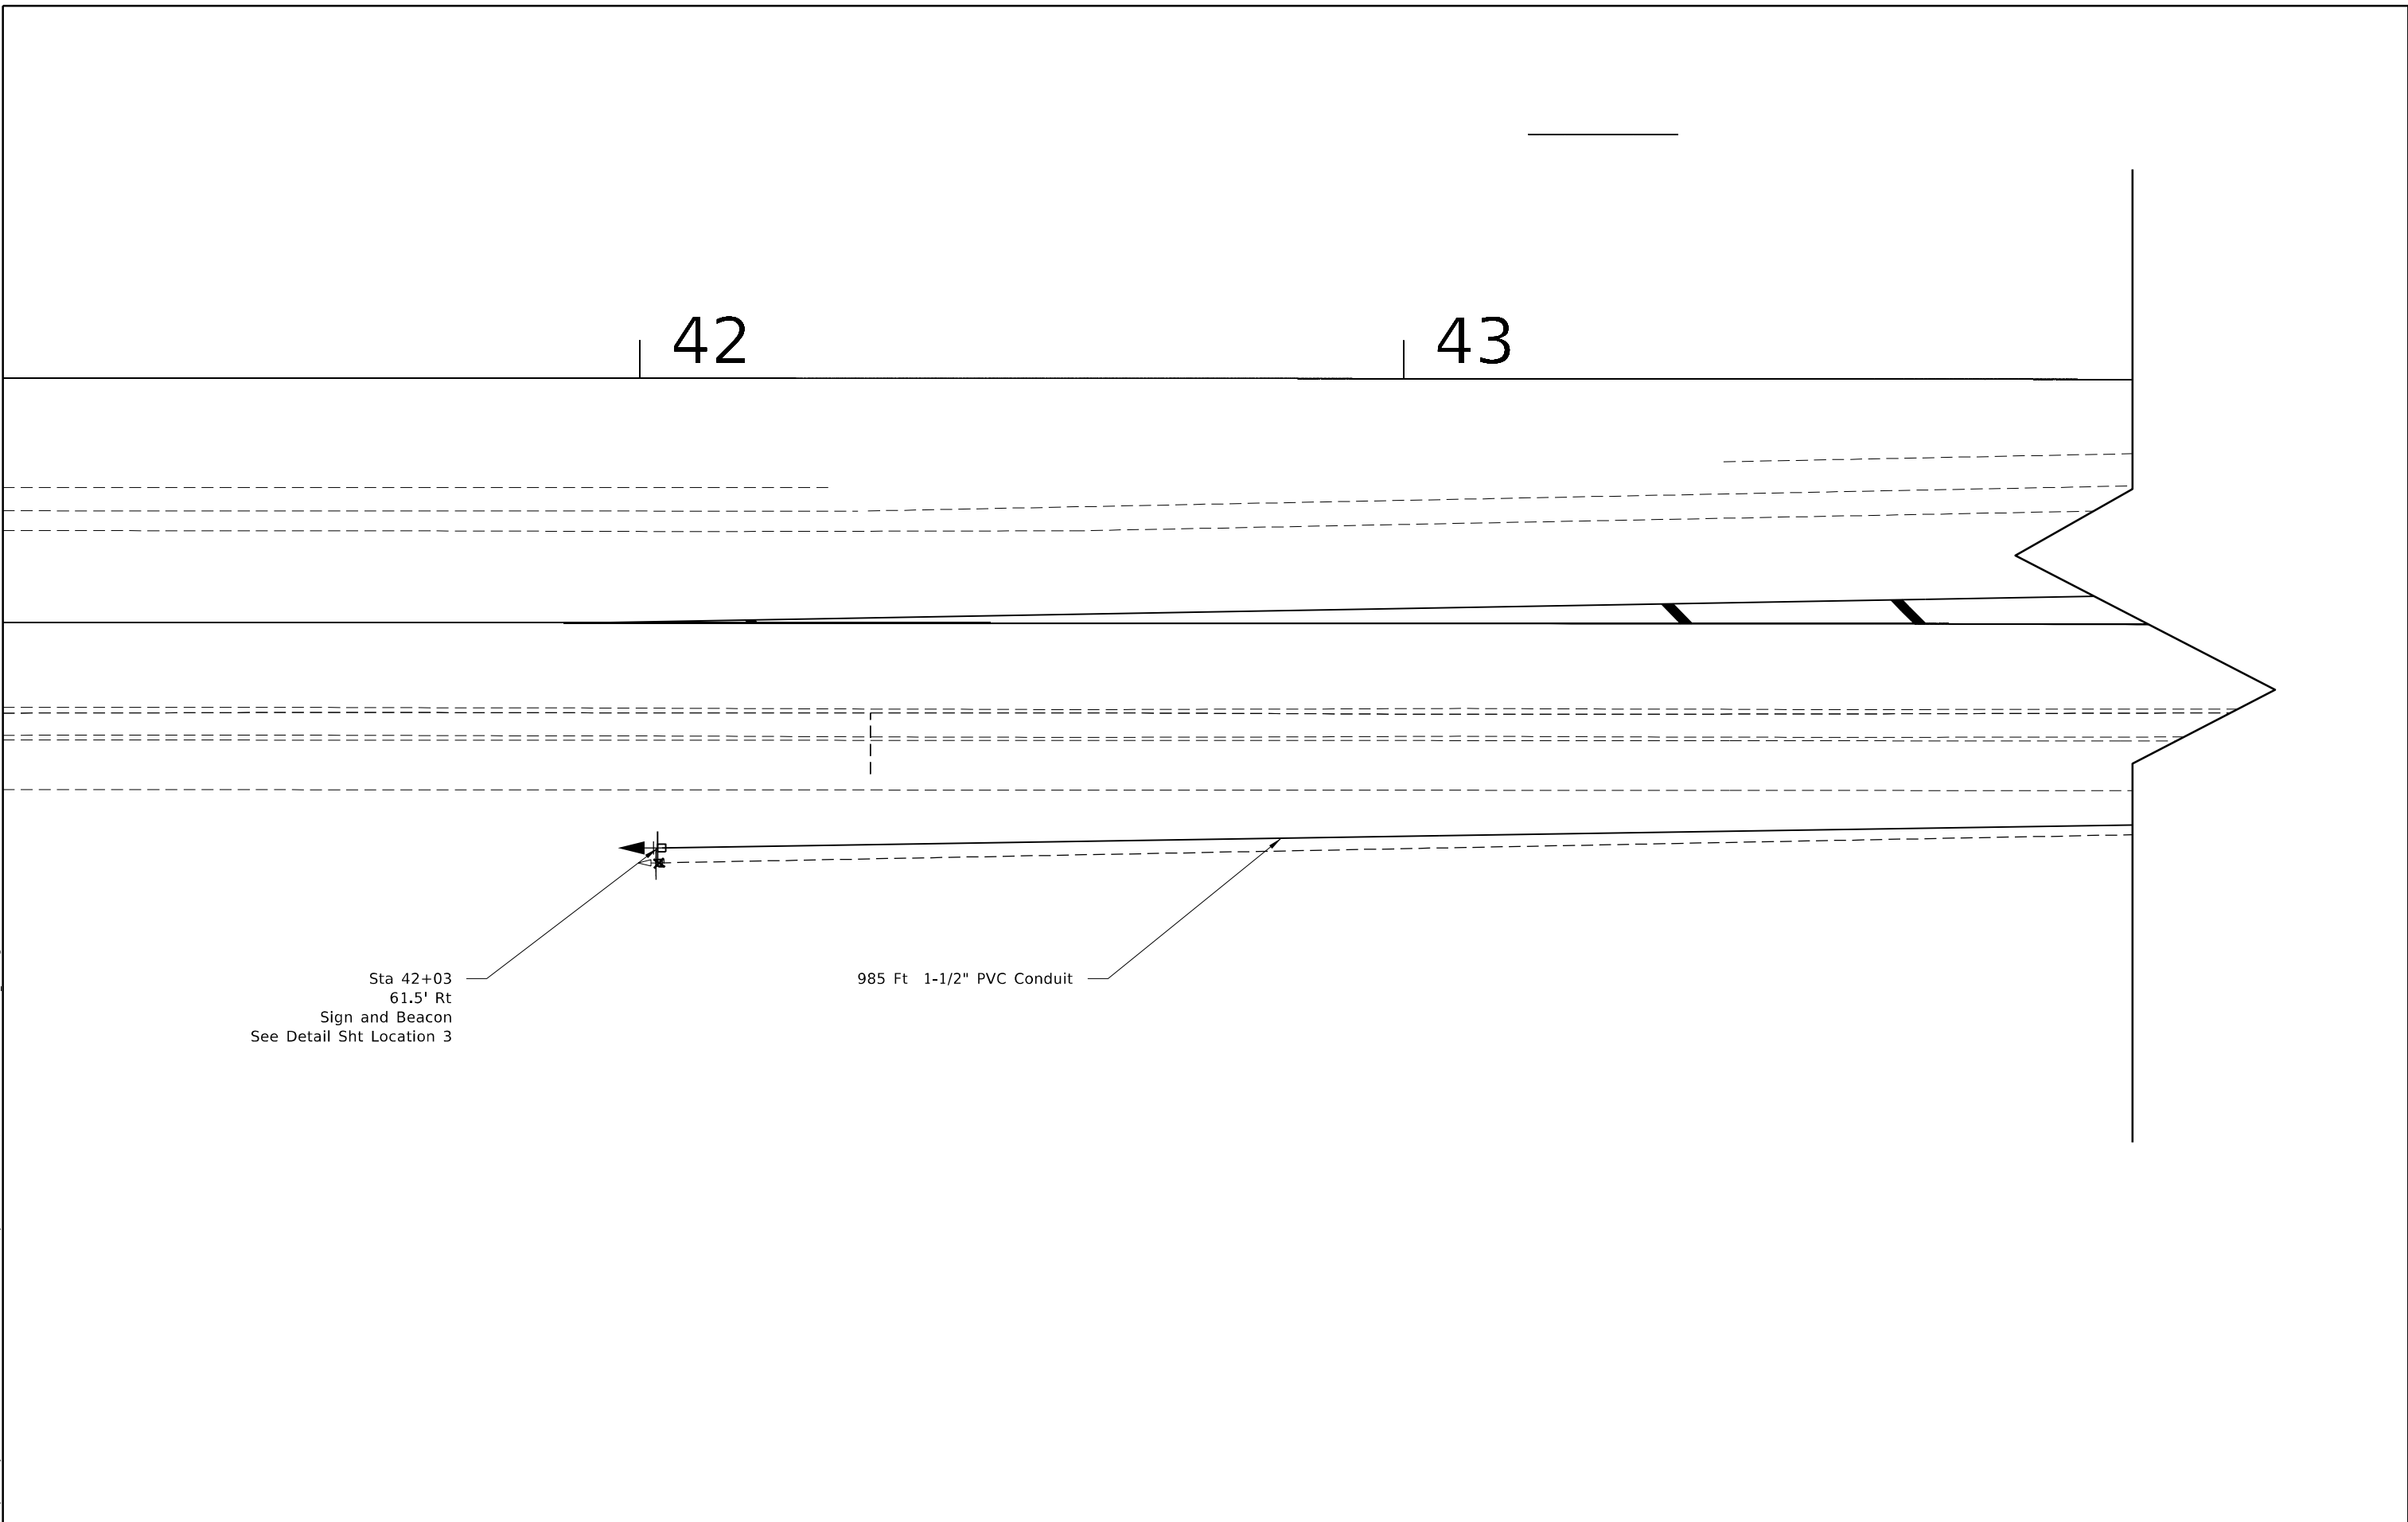 42
43
Sta 42+03
61.5' Rt
Sign and Beacon
See Detail Sht Location 3
985 Ft  1-1/2" PVC Conduit